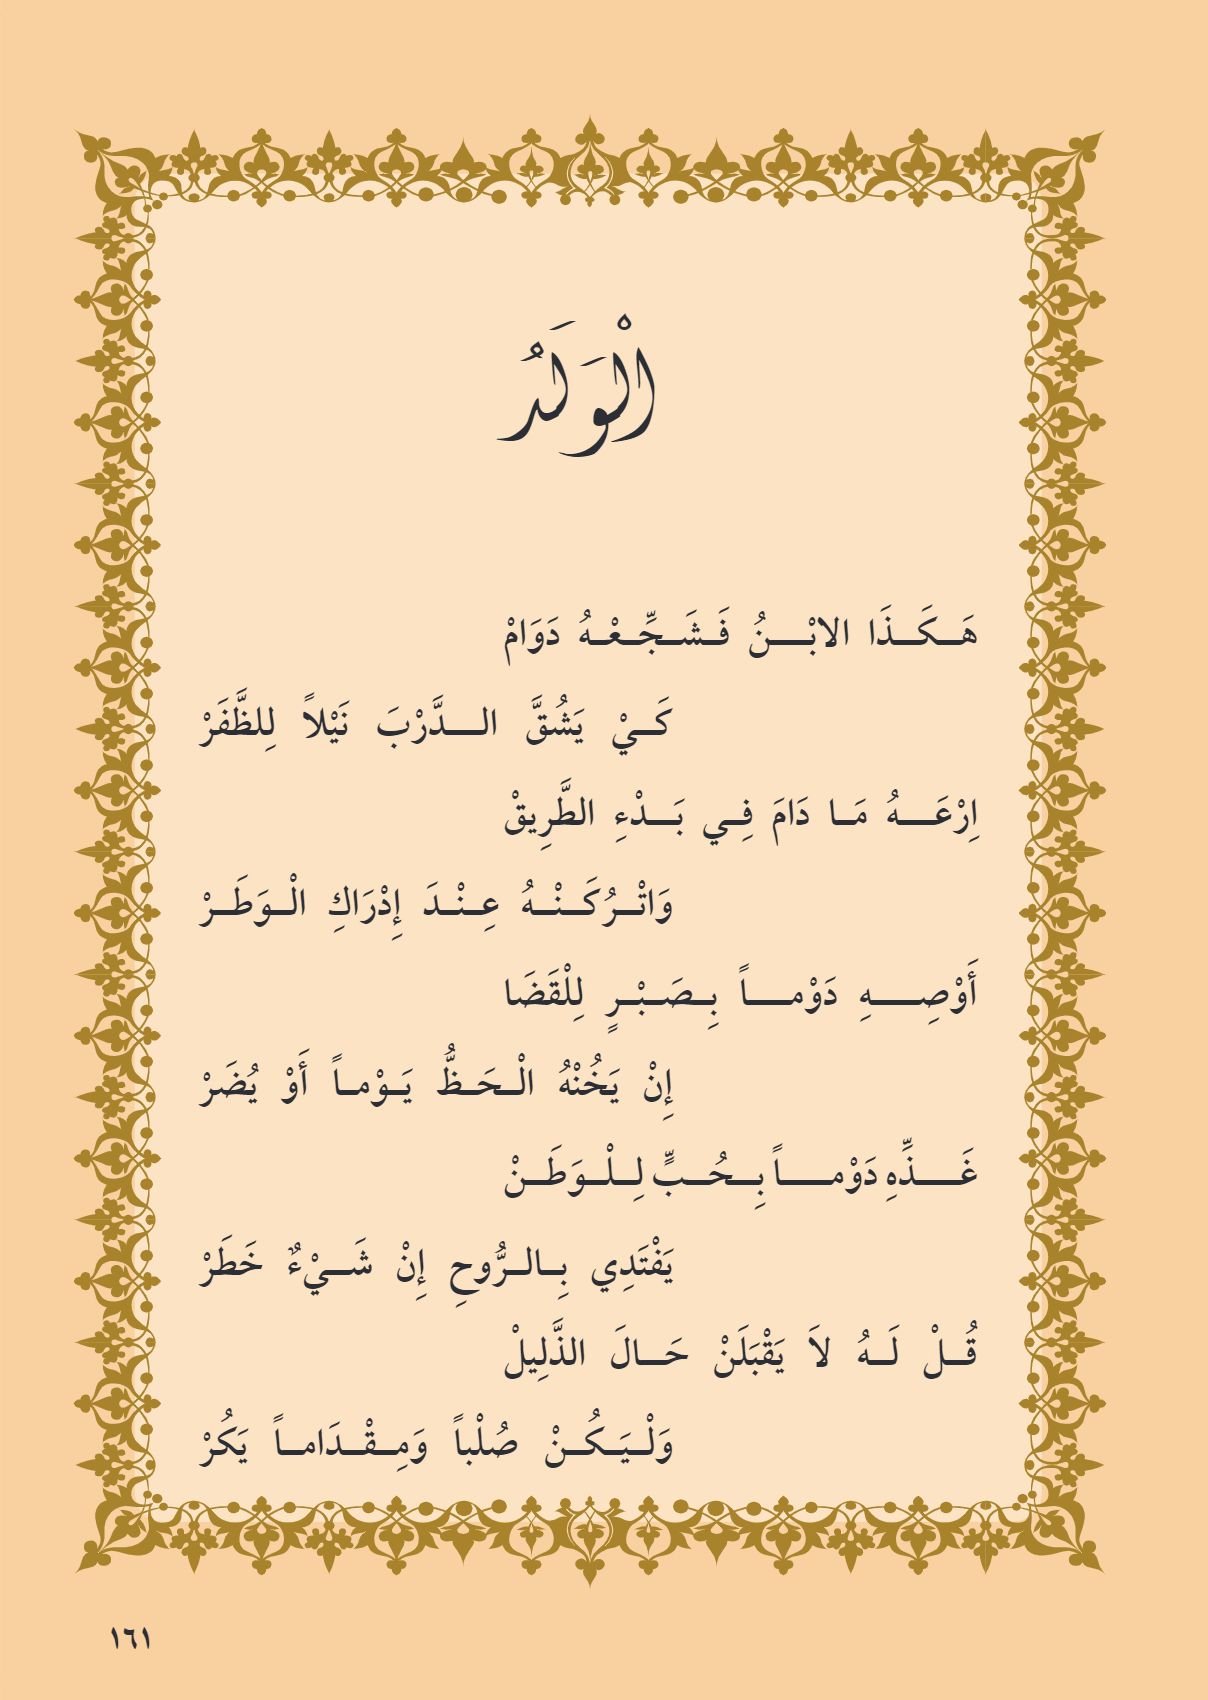 الْوَلَدُ
هَكَذَا الابْنُ فَشَجِّعْهُ دَوَامْ
كَيْ يَشُقَّ الدَّرْبَ نَيْلاً لِلظَّفَرْ
اِرْعَهُ مَا دَامَ فِي بَدْءِ الطَّرِيقْ
وَاتْرُكَنْهُ عِنْدَ إِدْرَاكِ الْوَطَرْ
أَوْصِهِ دَوْماً بِصَبْرٍ لِلْقَضَا
إِنْ يَخُنْهُ الْحَظُّ يَوْماً أَوْ يُضَرْ
غَذِّهِ دَوْماً بِحُبٍّ لِلْوَطَنْ
يَفْتَدِي بِالرُّوحِ إِنْ شَيْءٌ خَطَرْ
قُلْ لَهُ لاَ يَقْبَلَنْ حَالَ الذَّلِيلْ
وَلْيَكُنْ صُلْباً وَمِقْدَاماً يَكُرْ
١٦١